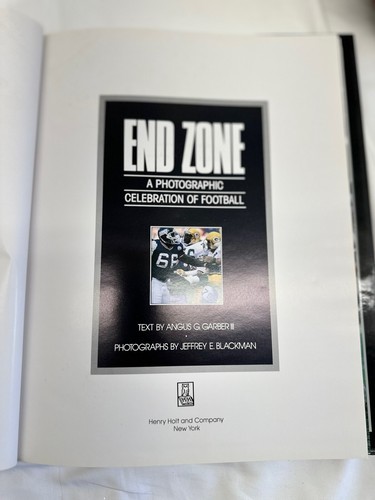 END ZONE
A PHOTOGRAPHIC
CELEBRATION OF FOOTBALL
66
TEXT BY ANGUS G. GARBER III
•
PHOTOGRAPHS BY JEFFREY E. BLACKMAN
Henry Holt and Company
New York